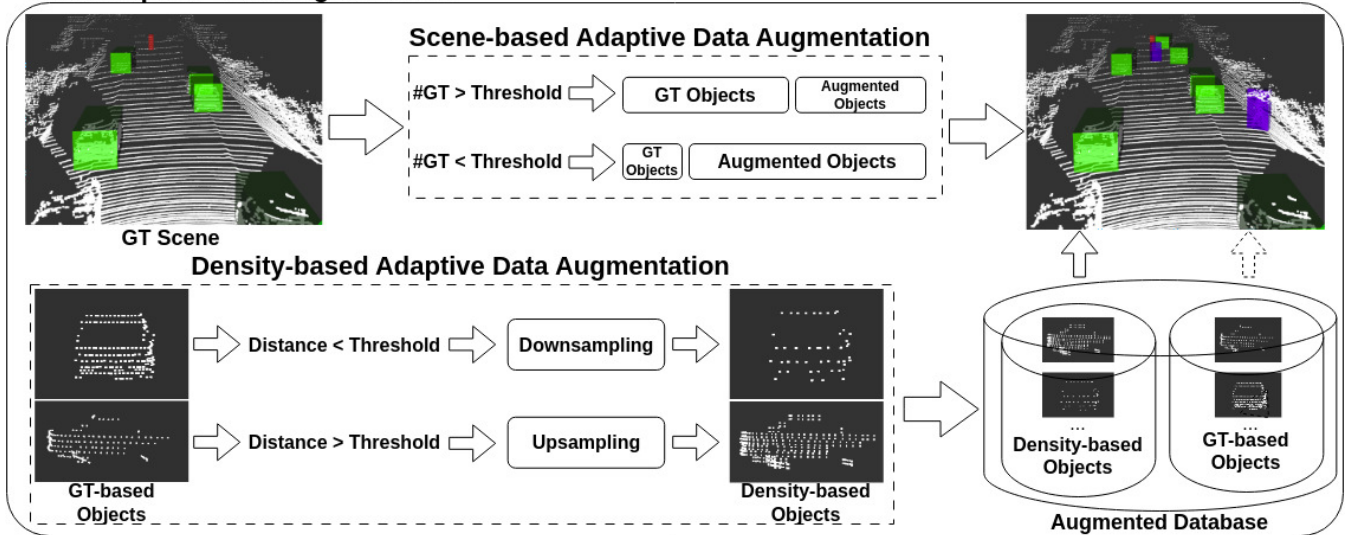 Scene-based Adaptive Data Augmentation
#GT > Threshold
GT Objects
Augmented
Objects
#GT < Threshold
GT
Objects
Augmented Objects
GT Scene
Density-based Adaptive Data Augmentation
Distance < Threshold
Downsampling
Distance > Threshold
Upsampling
GT-based
Objects
Density-based
Objects
...
Density-based
Objects
...
GT-based
Objects
Augmented Database